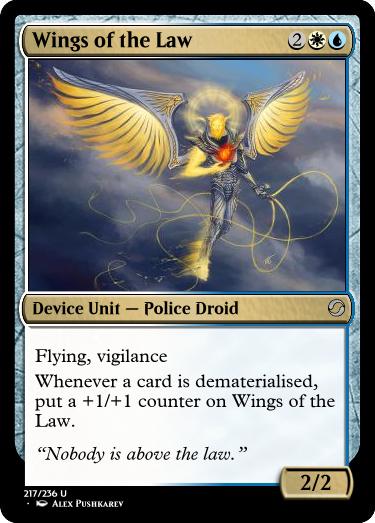 Wings of the Law 2
Device Unit — Police Droid
Flying, vigilance
Whenever a card is dematerialised,
put a +1/+1 counter on Wings of the
Law.
“Nobody is above the law.”
2/2
217/236 U
· Alex Pushkarev